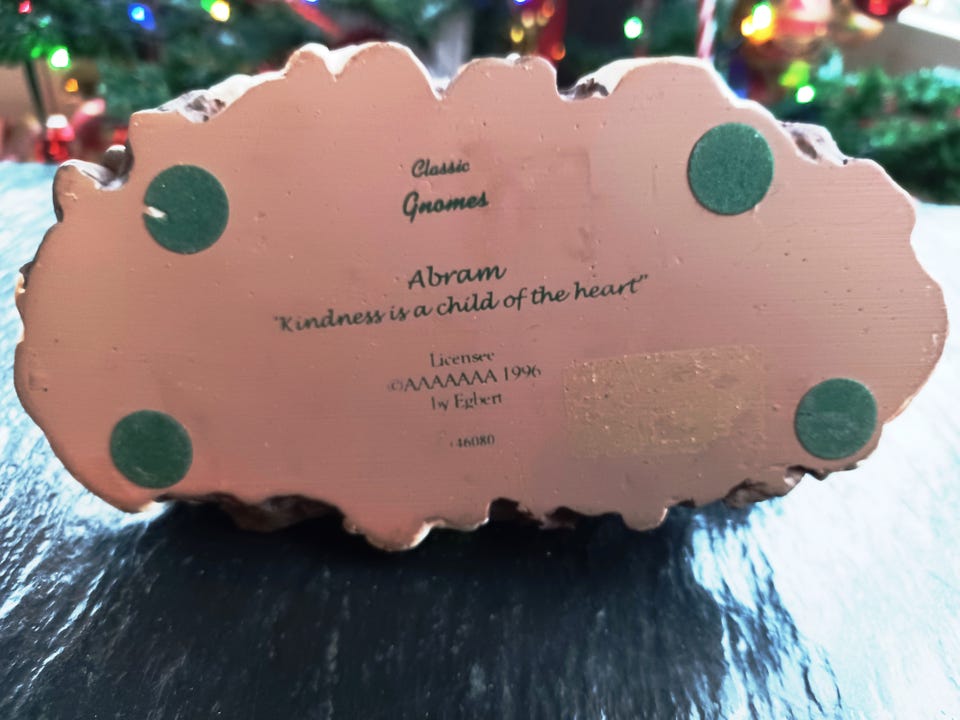 Classic
Gnomes
Abram
"Kindness is a child of the heart"
Licensee
©AAAAAAA 1996
by Egbert
46080